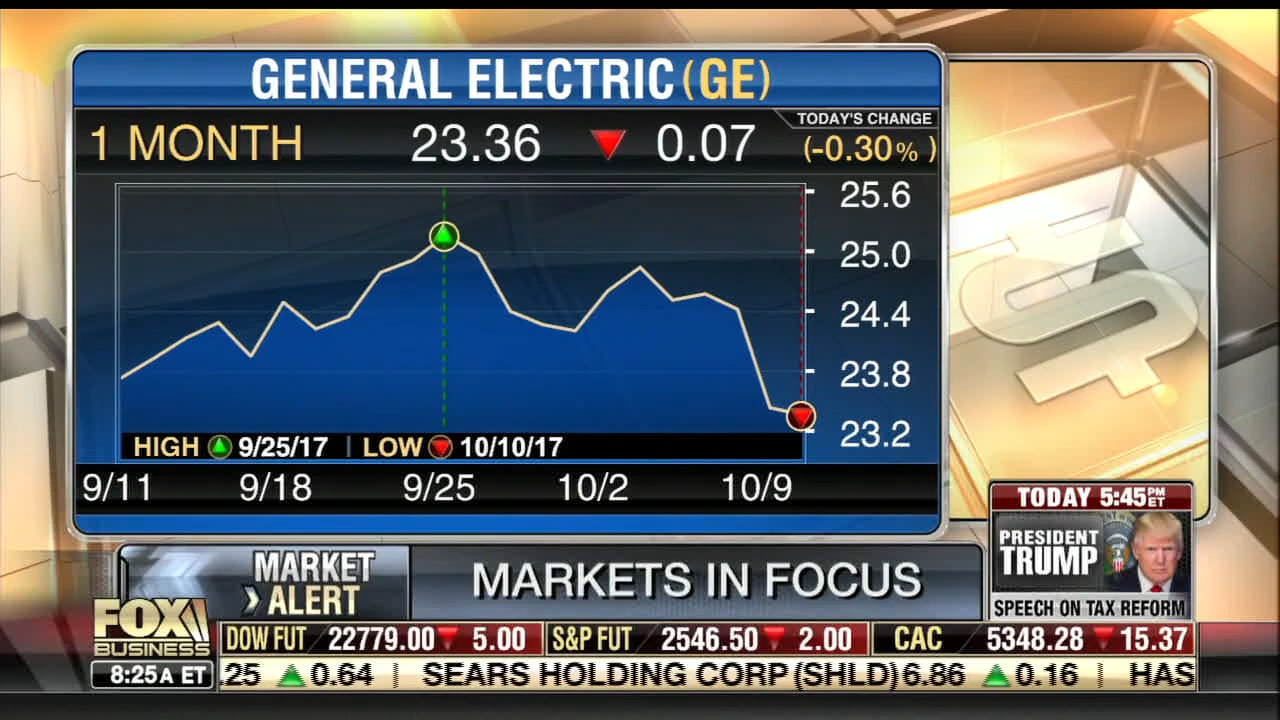 GENERAL ELECTRIC (GE)
1 MONTH 23.36 0.07 TODAY'S CHANGE (-0.30%)
25.6
25.0
24.4
23.8
23.2
HIGH 9/25/17 | LOW 10/10/17
9/11 9/18 9/25 10/2 10/9
TODAY 5:45 PM ET
PRESIDENT
TRUMP
SPEECH ON TAX REFORM
MARKET
ALERT
MARKETS IN FOCUS
FOX
BUSINESS
DOW FUT 22779.00 5.00 S&P FUT 2546.50 2.00 CAC 5348.28 15.37
8:25A ET
.25 0.64 | SEARS HOLDING CORP (SHLD) 6.86 0.16 | HAS